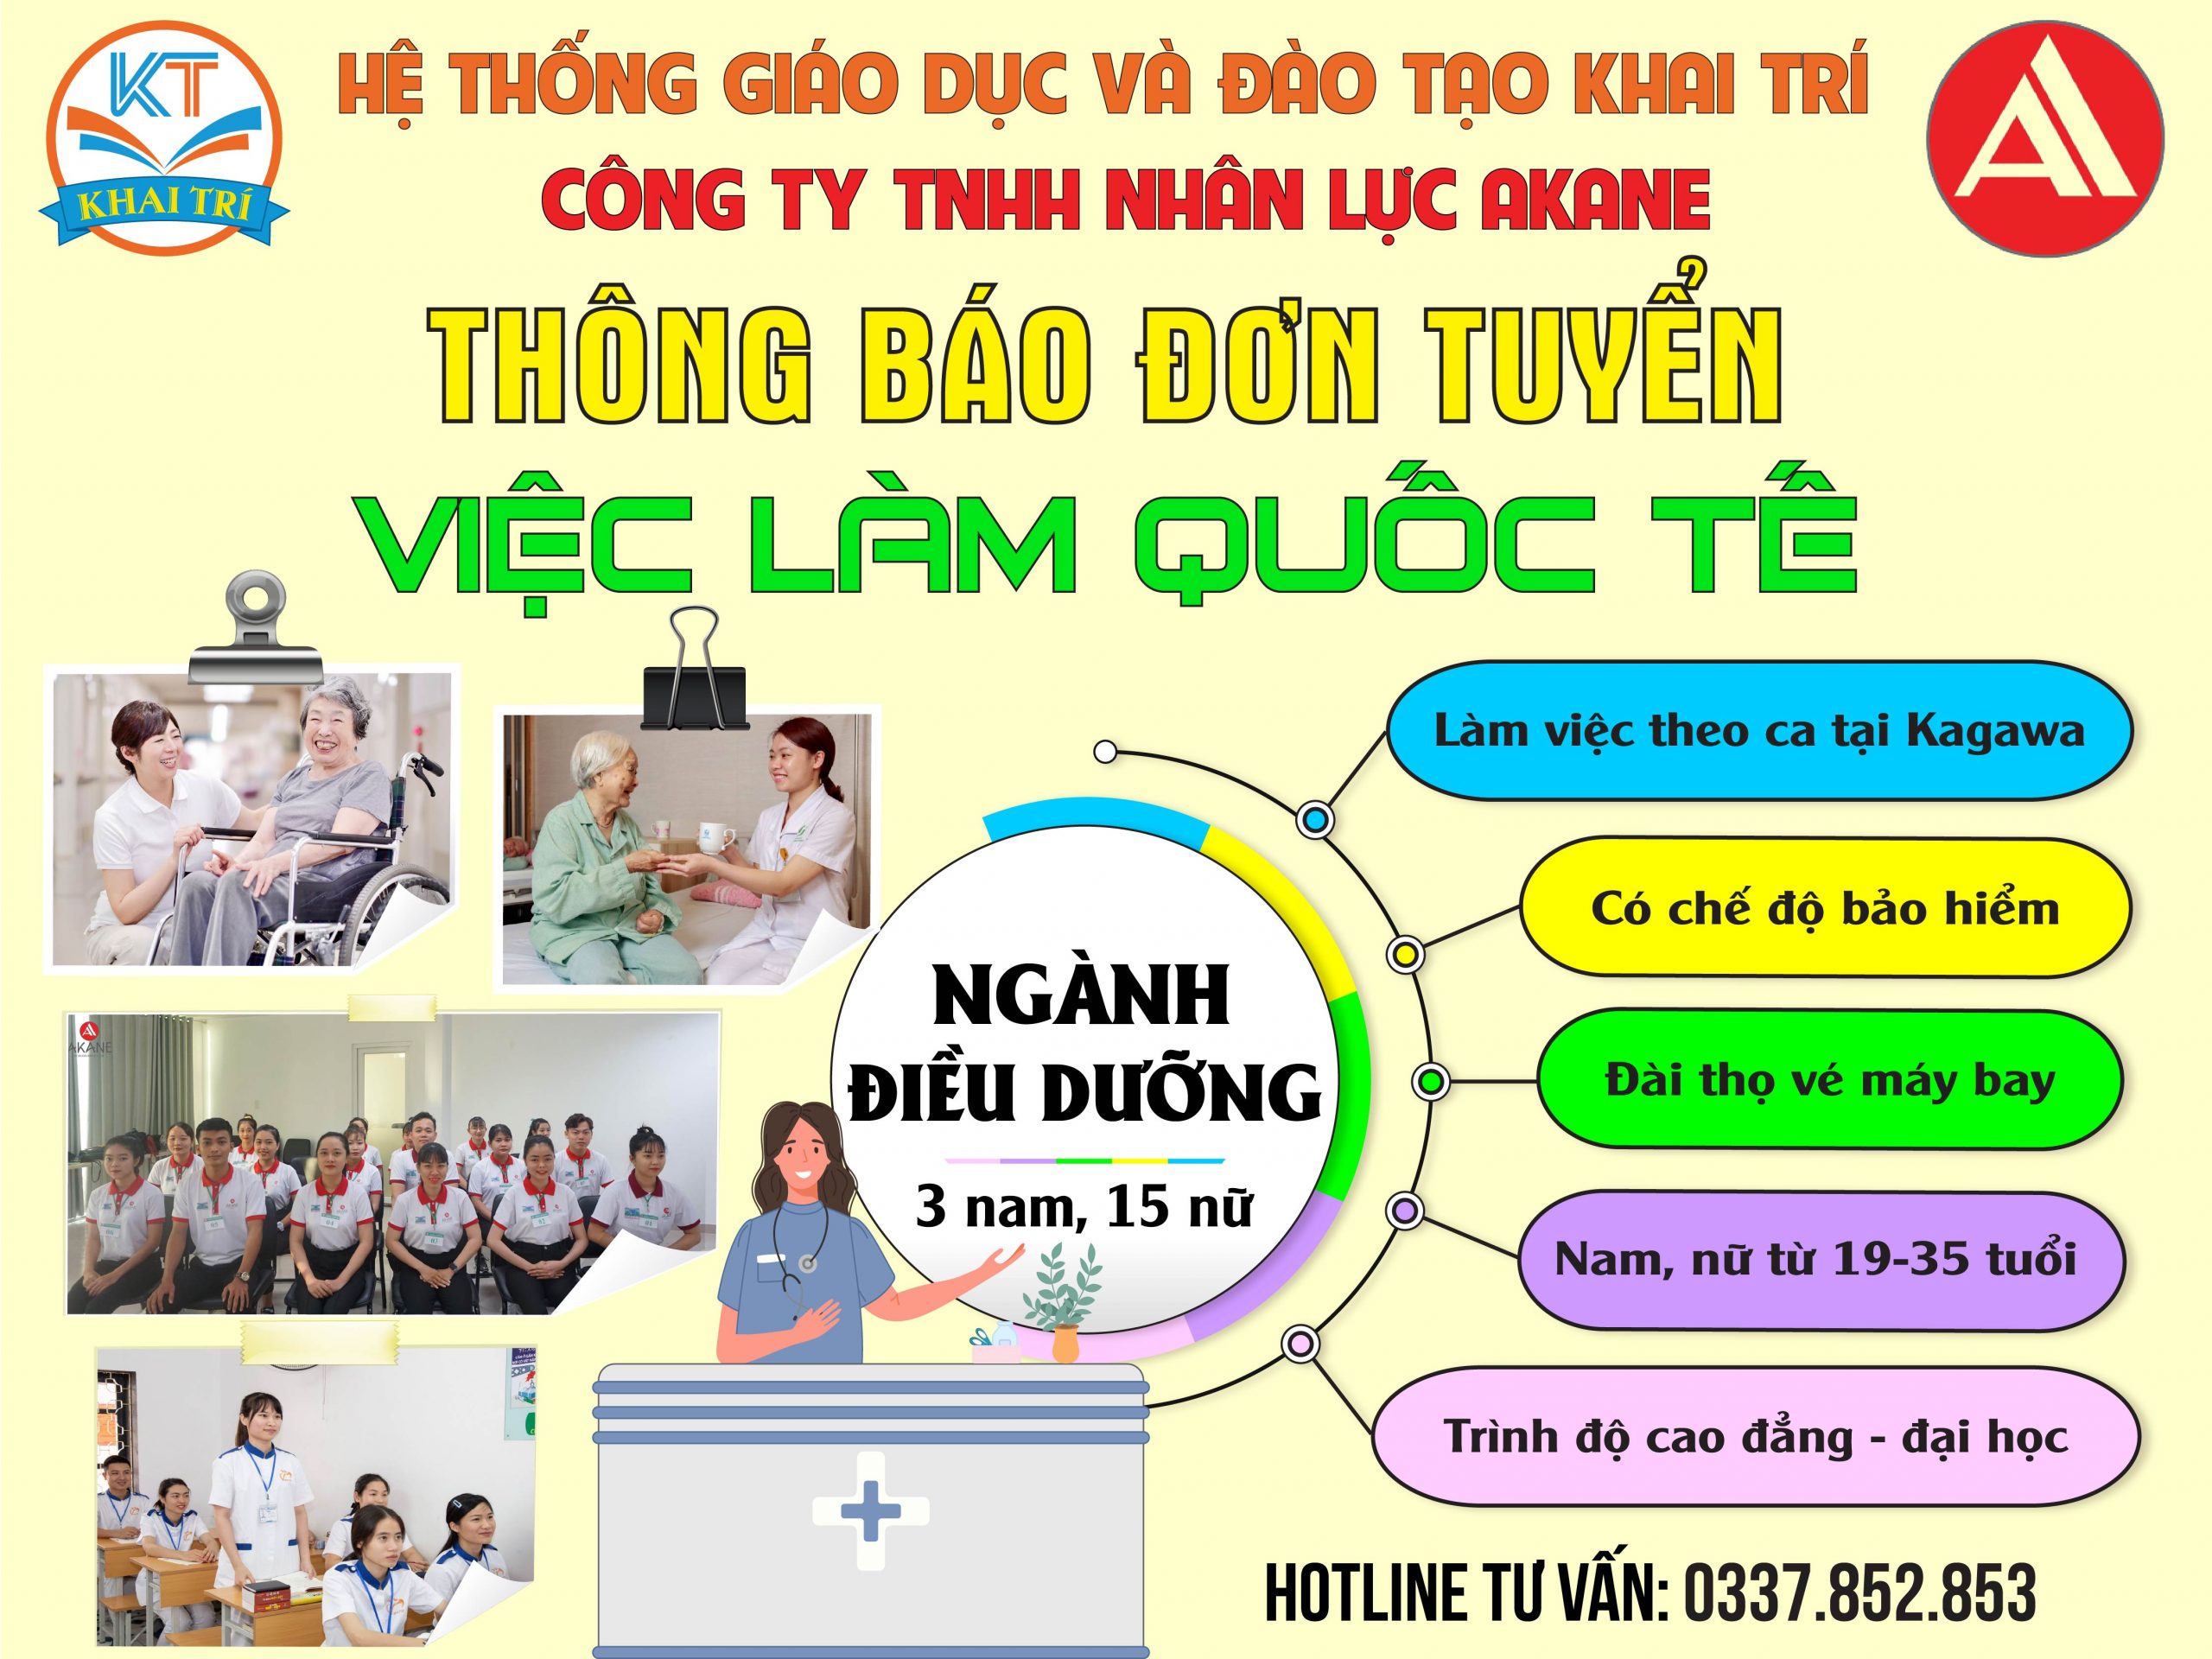 KT
KHAI TRÍ
HỆ THỐNG GIÁO DỤC VÀ ĐÀO TẠO KHAI TRÍ
CÔNG TY TNHH NHÂN LỰC AKANE
THÔNG BÁO ĐƠN TUYỂN
VIỆC LÀM QUỐC TẾ
Làm việc theo ca tại Kagawa
Có chế độ bảo hiểm
Đài thọ vé máy bay
Nam, nữ từ 19-35 tuổi
Trình độ cao đẳng - đại học
NGÀNH
ĐIỀU DƯỠNG
3 nam, 15 nữ
AKANE
HOTLINE TƯ VẤN: 0337.852.853